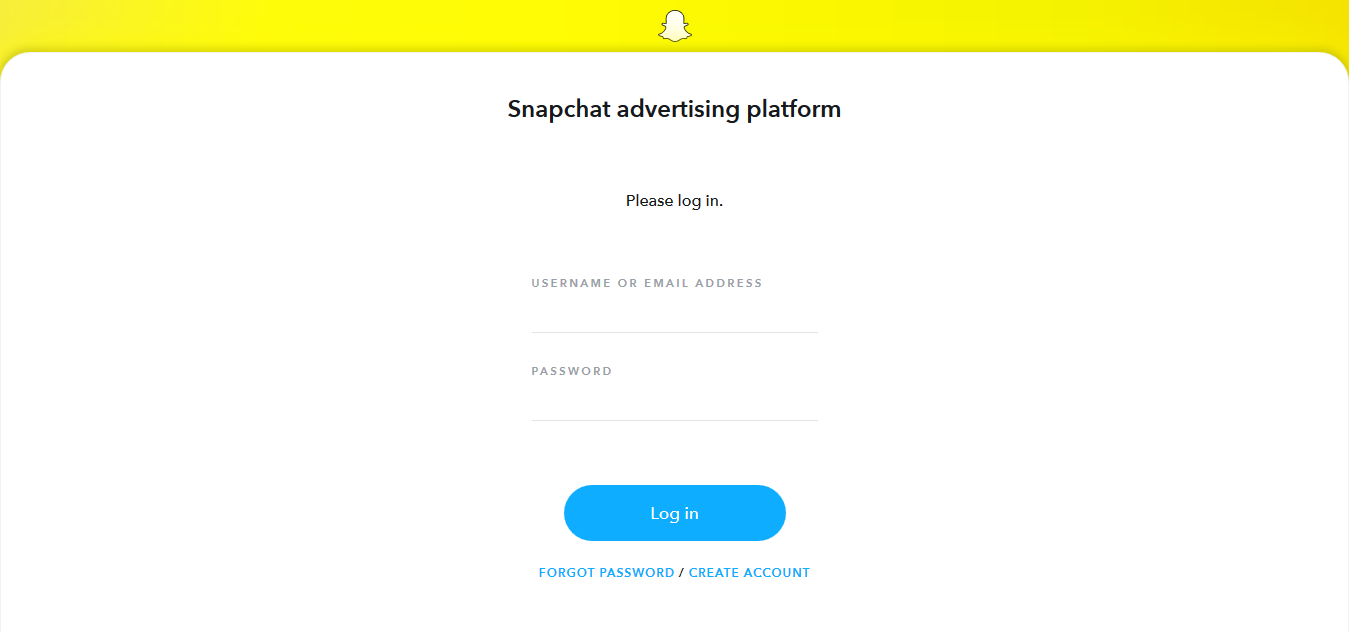 Snapchat advertising platform
Please log in.
USERNAME OR EMAIL ADDRESS
PASSWORD
Log in
FORGOT PASSWORD / CREATE ACCOUNT